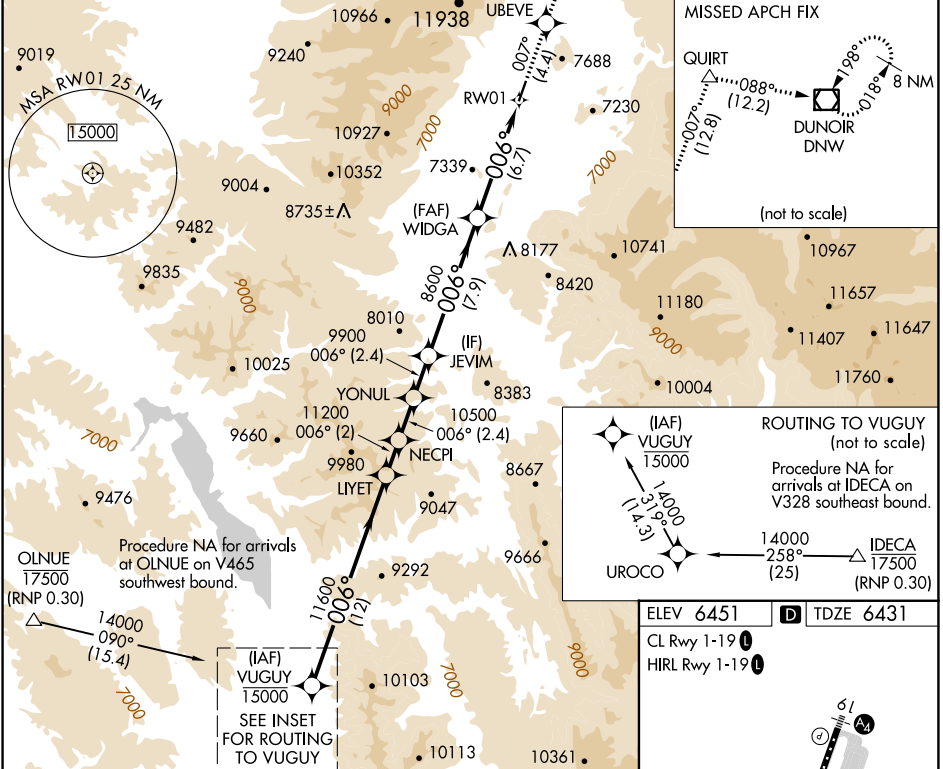 10966
11938
UBEVE
9019
9240
007°
(4.4)
7688
MSA RW01 25 NM
15000
9000
7000
RW01
7230
10927
006°
(6.7)
10352
7339
7000
9004
8735±
(FAF)
WIDGA
9482
8177
10741
9835
8420
8600
006°
(7.9)
9000
8010
11180
9000
9900
006° (2.4)
(IF)
JEVIM
10025
YONUL
8383
10004
11200
006° (2)
10500
006° (2.4)
9660
NECPI
7000
9980
LIYET
8667
9476
9047
9666
Procedure NA for arrivals
at OLNUE on V465
southwest bound.
OLNUE
17500
(RNP 0.30)
9292
11600
006°
(12)
14000
090°
(15.4)
(IAF)
VUGUY
15000
SEE INSET
FOR ROUTING
TO VUGUY
7000
10103
7000
9000
10113
10361
MISSED APCH FIX
QUIRT
088°
(12.2)
007°
(12.8)
198°
018°
8 NM
DUNOIR
DNW
(not to scale)
10967
11657
11407
11647
11760
ROUTING TO VUGUY
(not to scale)
(IAF)
VUGUY
15000
Procedure NA for
arrivals at IDECA on
V328 southeast bound.
14000
319°
(14.3)
UROCO
14000
258°
(25)
IDECA
17500
(RNP 0.30)
ELEV 6451
D
TDZE 6431
CL Rwy 1-19 L
HIRL Rwy 1-19 L
19
A4
P